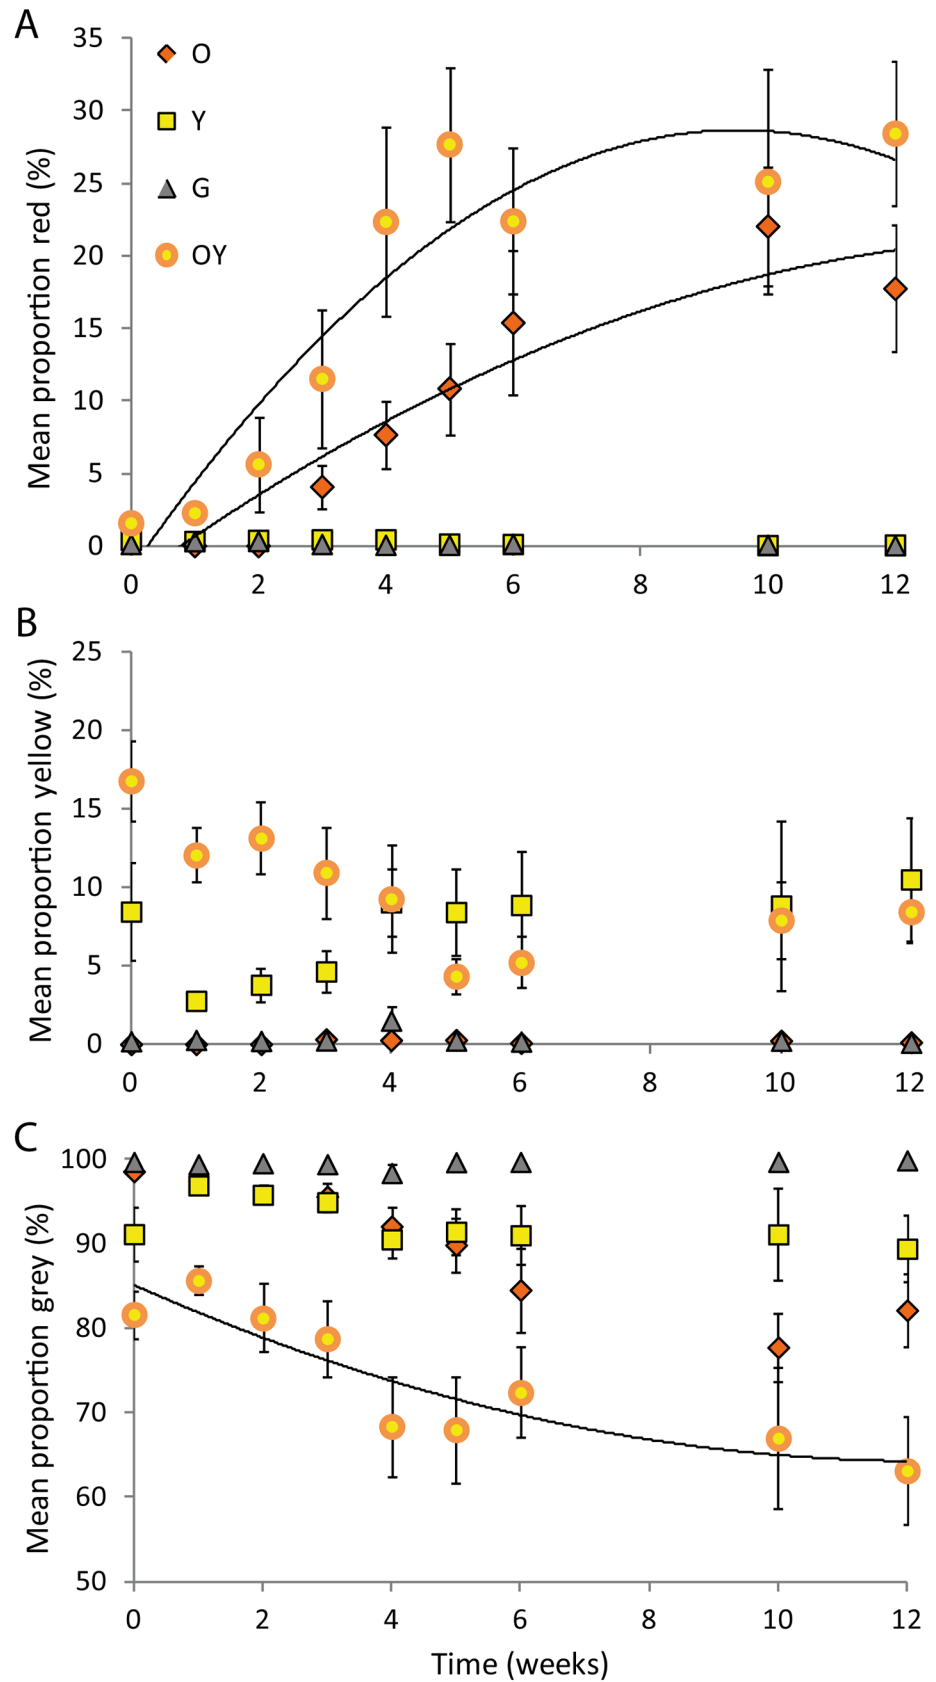 A
Mean proportion red (%)
35
30
25
20
15
10
5
0
O
Y
G
OY
0 2 4 6 8 10 12
B
Mean proportion yellow (%)
25
20
15
10
5
0
0 2 4 6 8 10 12
C
Mean proportion grey (%)
100
90
80
70
60
50
0 2 4 6 8 10 12
Time (weeks)